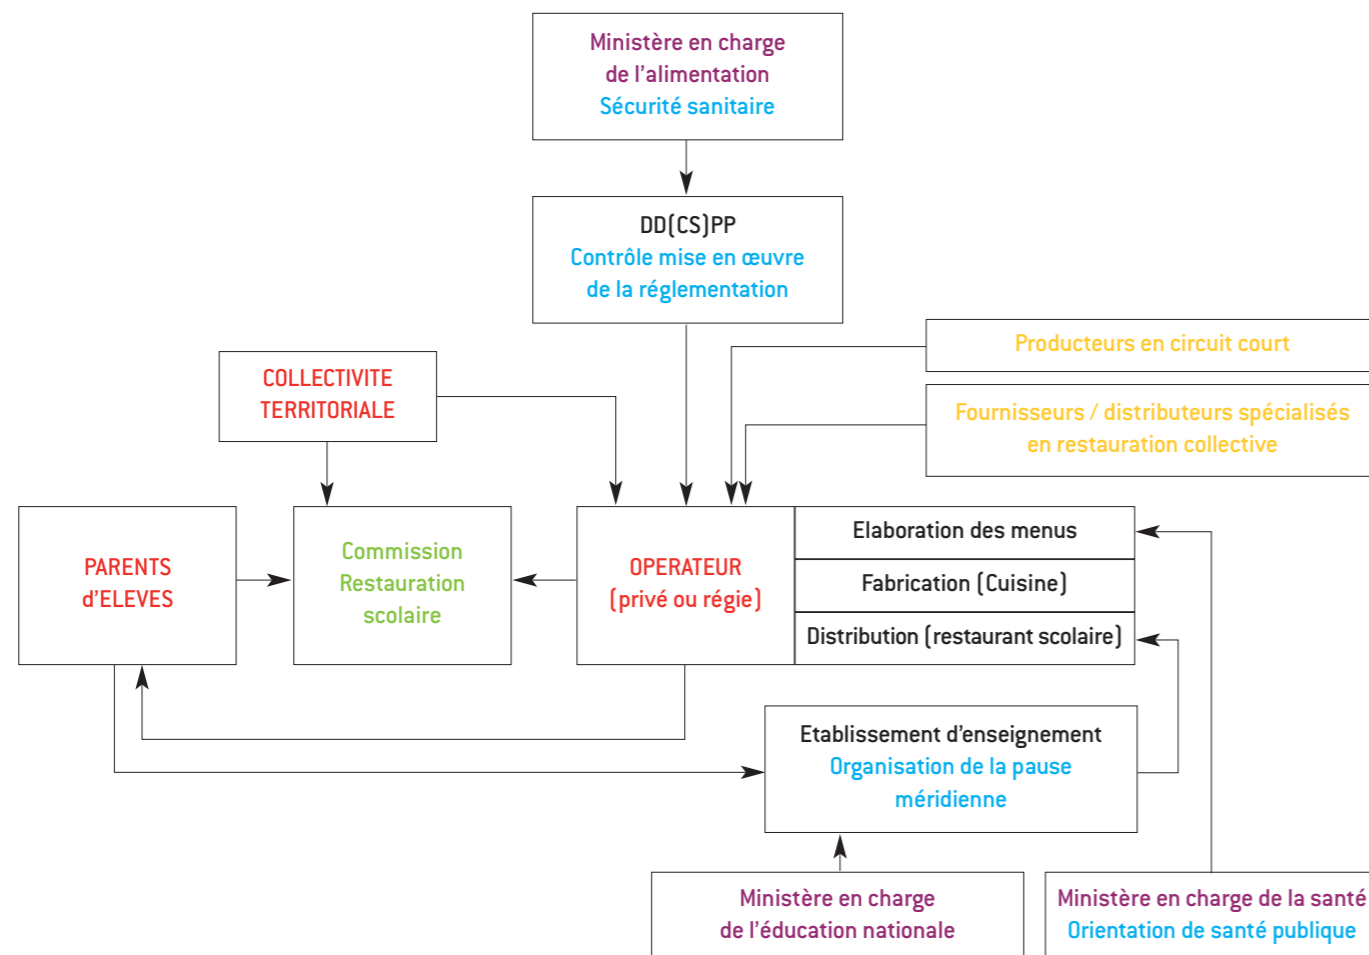 Ministère en charge
de l'alimentation
Sécurité sanitaire
DD(CS)PP
Contrôle mise en œuvre
de la réglementation
Producteurs en circuit court
COLLECTIVITE
TERRITORIALE
Fournisseurs / distributeurs spécialisés
en restauration collective
PARENTS
d'ELEVES
Commission
Restauration
scolaire
OPERATEUR
(privé ou régie)
Elaboration des menus
Fabrication (Cuisine)
Distribution (restaurant scolaire)
Etablissement d'enseignement
Organisation de la pause
méridienne
Ministère en charge
de l'éducation nationale
Ministère en charge de la santé
Orientation de santé publique